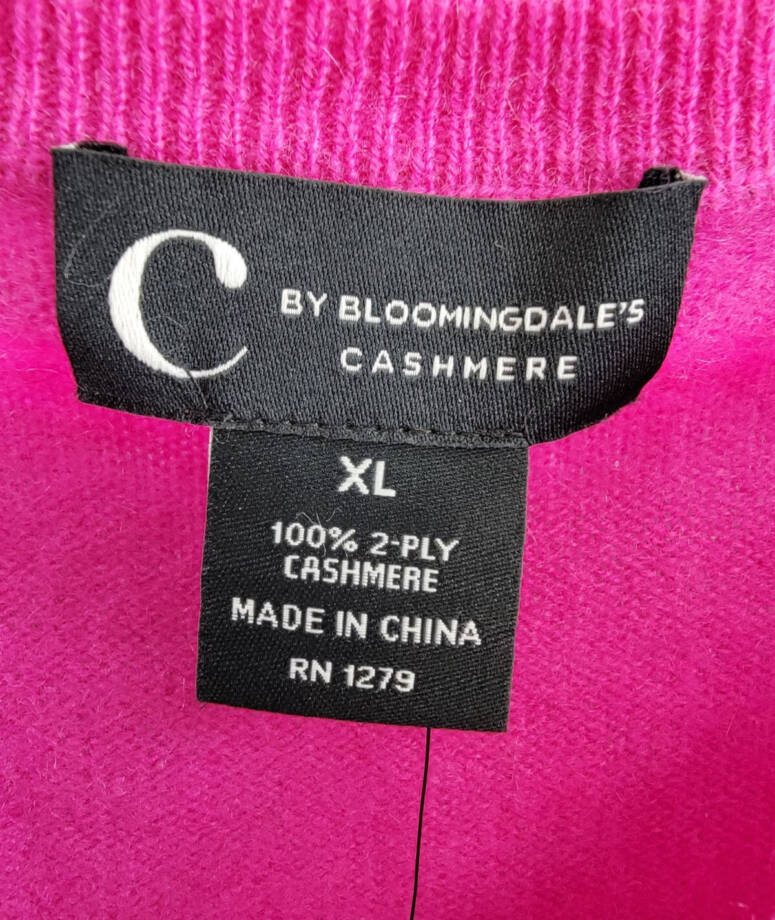 C
BY BLOOMINGDALE'S
CASHMERE
XL
100% 2-PLY
CASHMERE
MADE IN CHINA
RN 1279